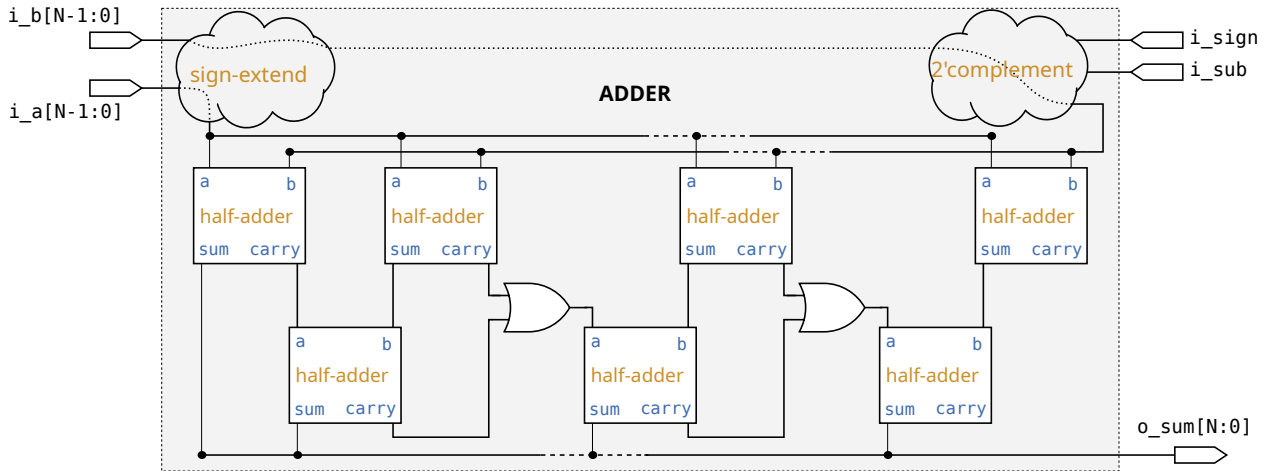 i_b[N-1:0]
i_a[N-1:0]
sign-extend
ADDER
2'complement
i_sign
i_sub
a b
half-adder
sum carry
a b
half-adder
sum carry
a b
half-adder
sum carry
a b
half-adder
sum carry
a b
half-adder
sum carry
a b
half-adder
sum carry
a b
half-adder
sum carry
o_sum[N:0]